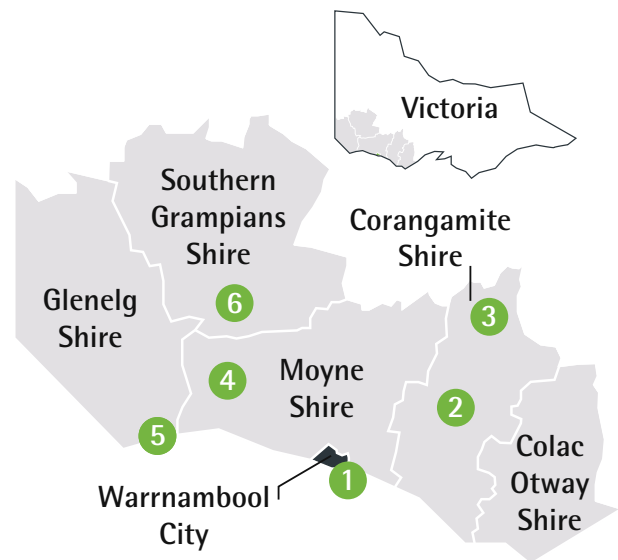 Victoria
Southern
Grampians
Shire
Corangamite
Shire
Glenelg
Shire
6
3
4
Moyne
Shire
2
5
Colac
Otway
Shire
1
Warrnambool
City